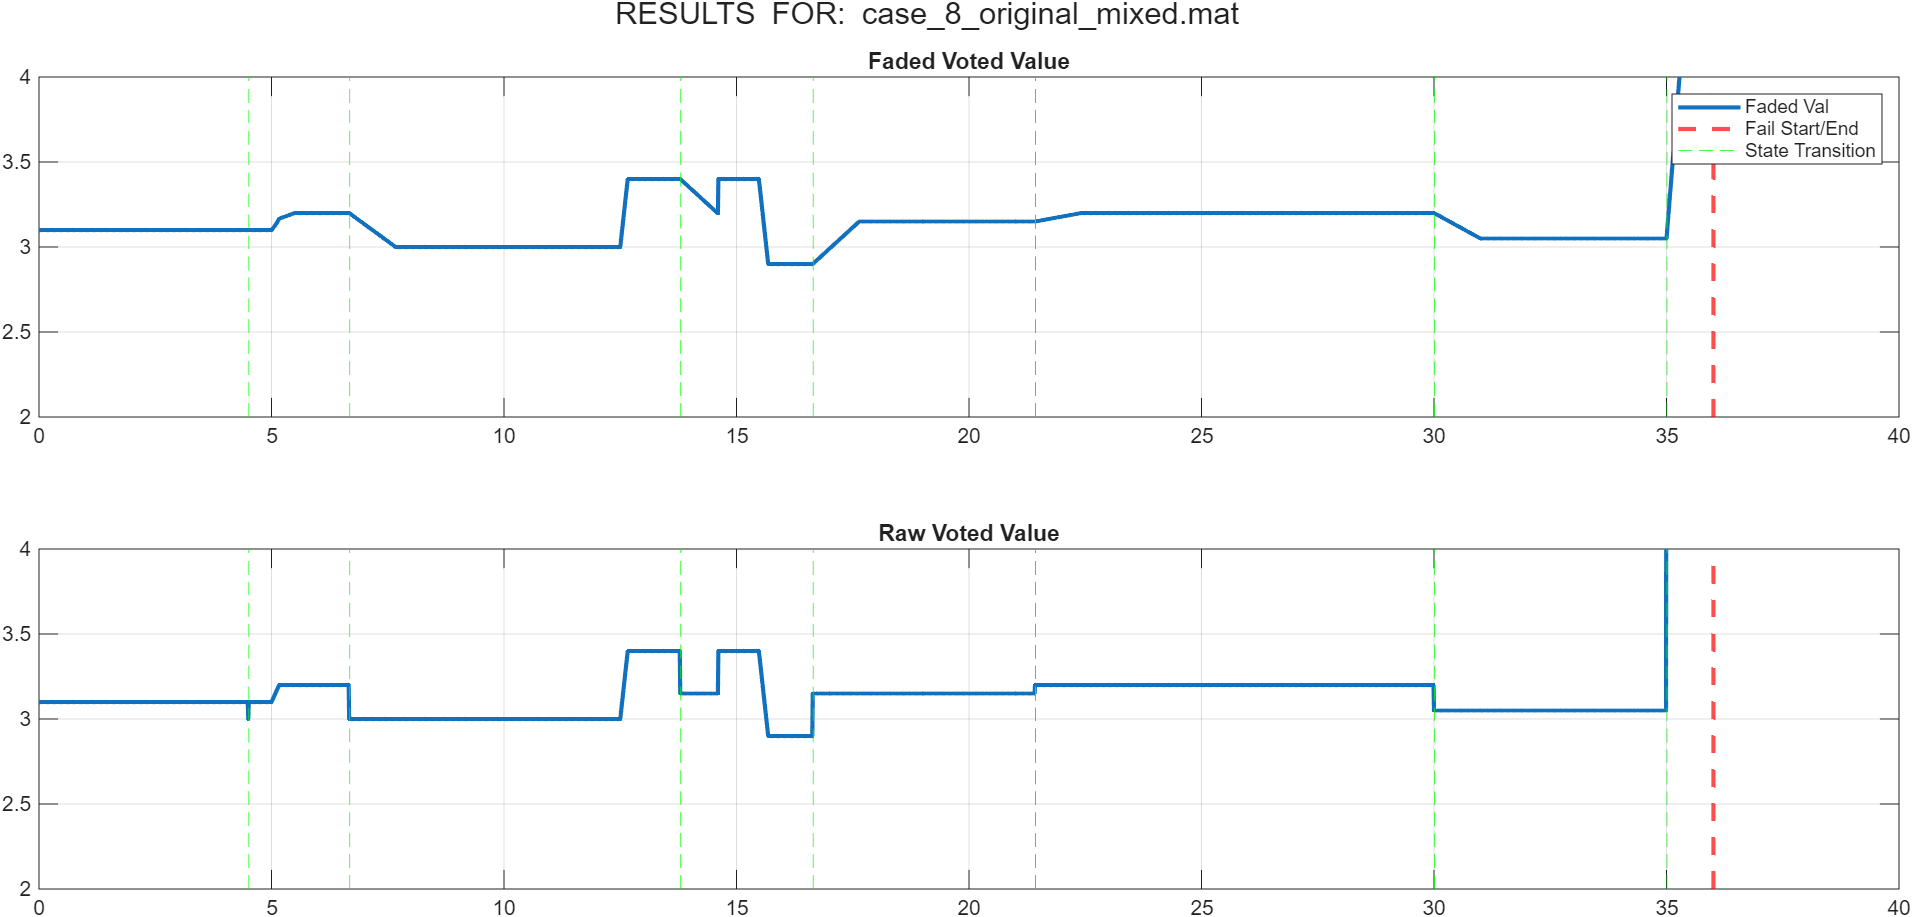 RESULTS FOR: case_8_original_mixed.mat
Faded Voted Value
4
3.5
3
2.5
2
0 5 10 15 20 25 30 35 40
Faded Val
Fail Start/End
State Transition
Raw Voted Value
4
3.5
3
2.5
2
0 5 10 15 20 25 30 35 40